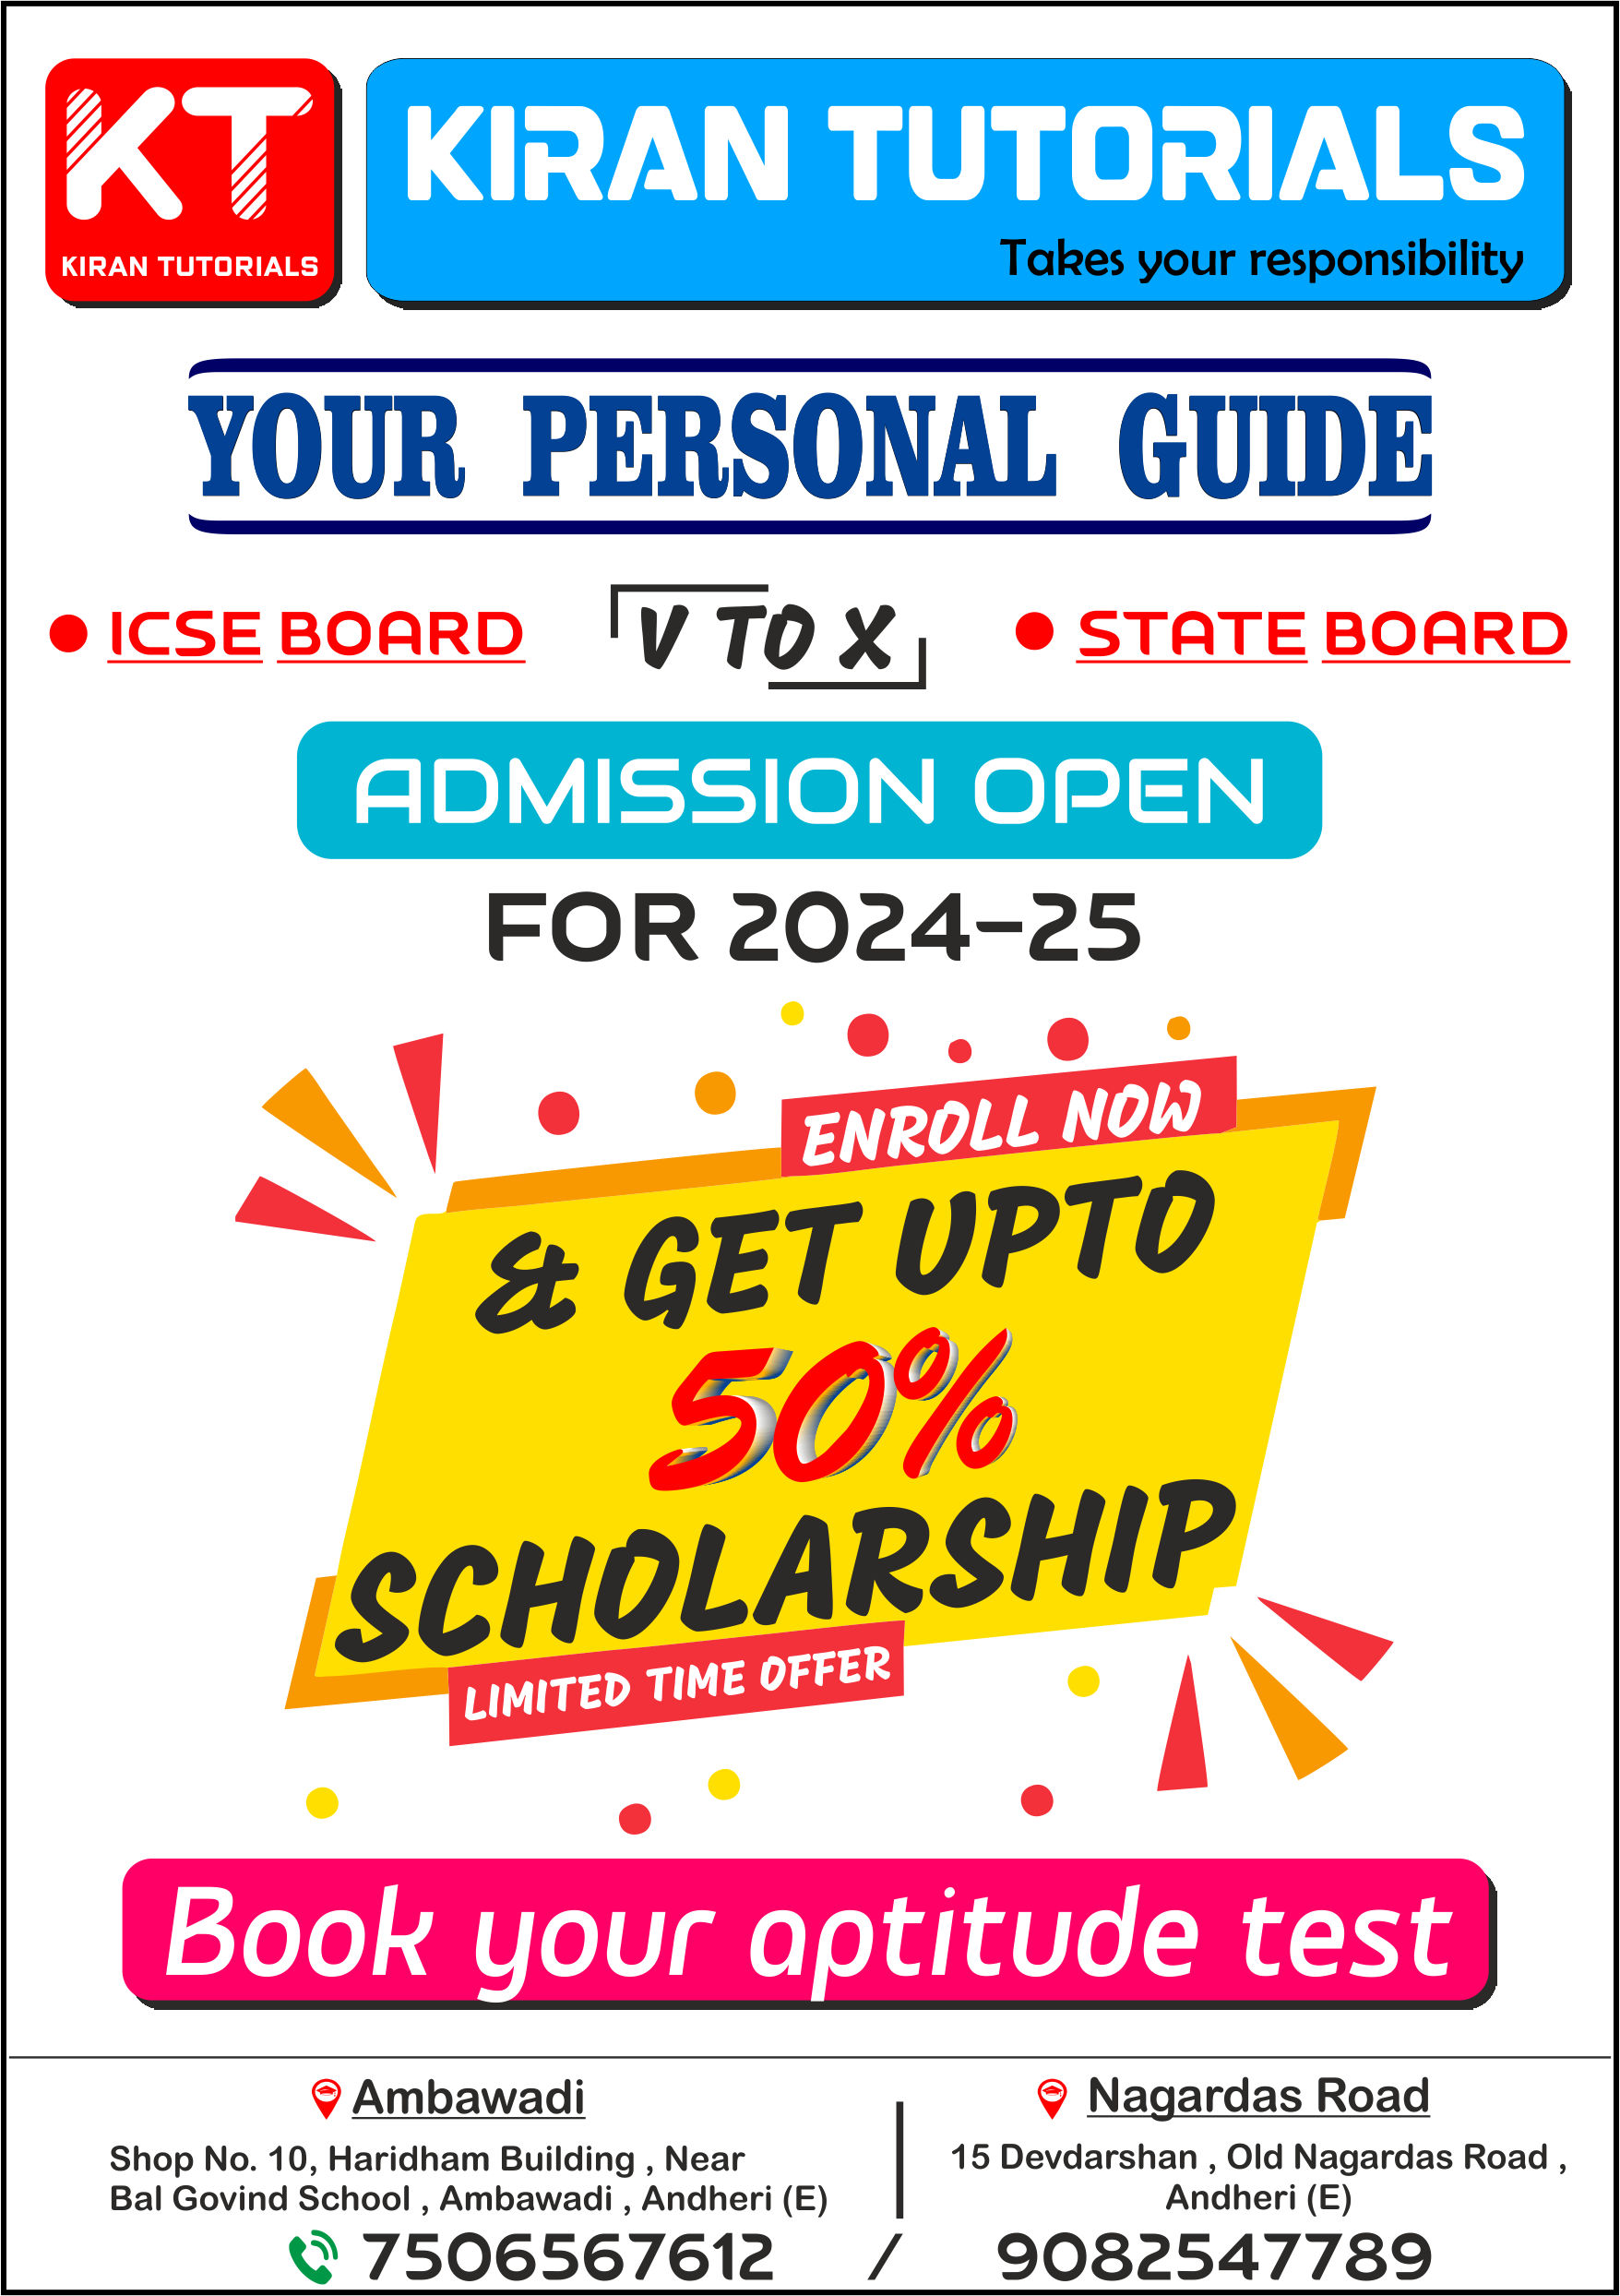 KT
KIRAN TUTORIALS
KIRAN TUTORIALS
Takes your responsibility
YOUR PERSONAL GUIDE
ICSE BOARD
V TO X
STATE BOARD
ADMISSION OPEN
FOR 2024-25
ENROLL NOW
& GET UPTO
50%
SCHOLARSHIP
LIMITED TIME OFFER
Book your aptitude test
Ambawadi
Shop No. 10, Haridham Building , Near
Bal Govind School , Ambawadi , Andheri (E)
Nagardas Road
15 Devdarshan , Old Nagardas Road ,
Andheri (E)
7506567612 / 9082547789